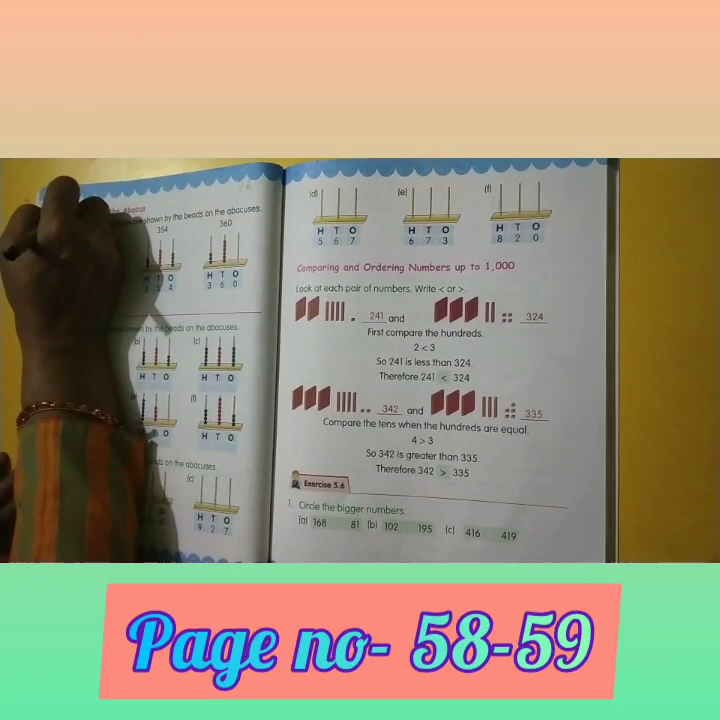 Abacus
shown by the beads on the abacuses.
354 360
H T O H T O
3 5 4 3 6 0
shown by the beads on the abacuses.
(c)
H T O H T O
(f)
O H T O
on the abacuses.
(c)
H T O
9 2 7
(d) (e) (f)
H T O H T O H T O
5 6 7 6 7 3 8 2 0
Comparing and Ordering Numbers up to 1,000
Look at each pair of numbers. Write < or >.
241 and 324
First compare the hundreds.
2 < 3
So 241 is less than 324.
Therefore 241 < 324
342 and 335
Compare the tens when the hundreds are equal.
4 > 3
So 342 is greater than 335.
Therefore 342 > 335
Exercise 5.6
1. Circle the bigger numbers.
(a) 168 81 (b) 102 195 (c) 416 419
Page no- 58-59